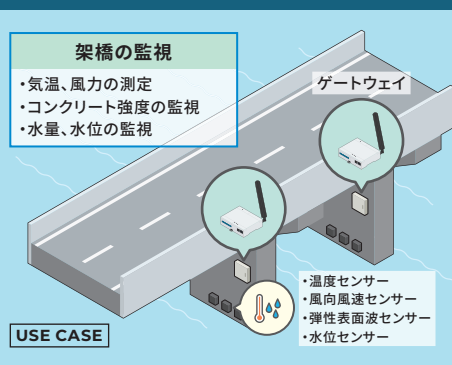 架橋の監視
・気温、風力の測定
・コンクリート強度の監視
・水量、水位の監視
ゲートウェイ
・温度センサー
・風向風速センサー
・弾性表面波センサー
・水位センサー
USE CASE